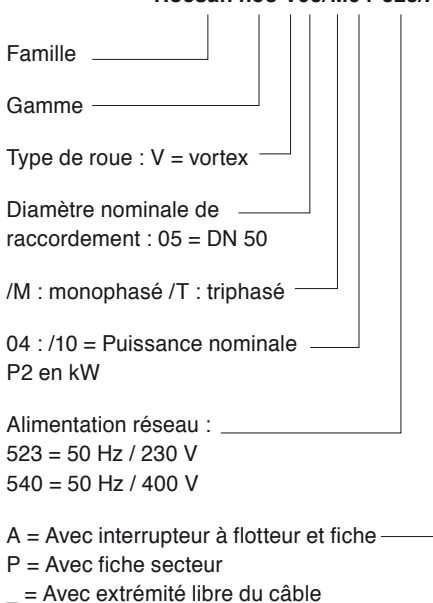 Famille
Gamme
Type de roue : V = vortex
Diamètre nominale de
raccordement : 05 = DN 50
/M : monophasé /T : triphasé
04 : /10 = Puissance nominale
P2 en kW
Alimentation réseau :
523 = 50 Hz / 230 V
540 = 50 Hz / 400 V
A = Avec interrupteur à flotteur et fiche
P = Avec fiche secteur
_ = Avec extrémité libre du câble